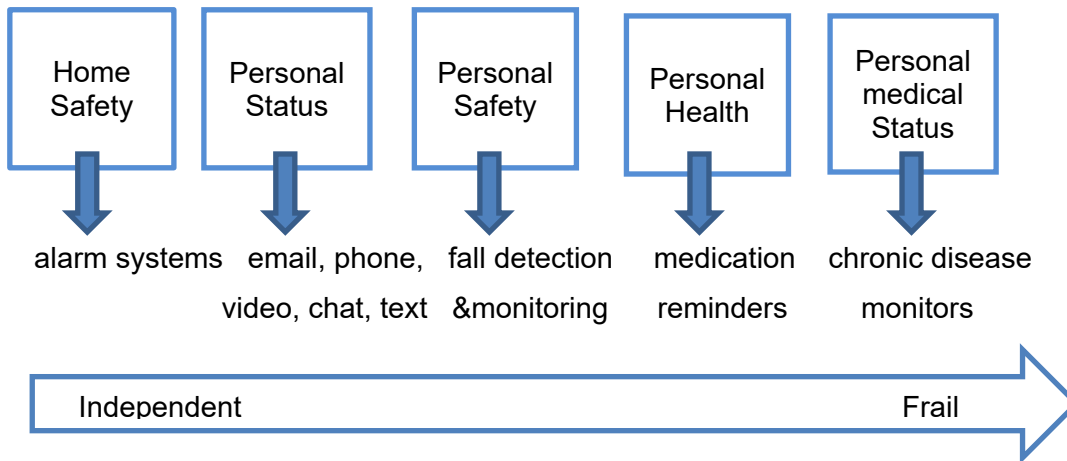 Home
Safety
Personal
Status
Personal
Safety
Personal
Health
Personal
medical
Status
alarm systems
email, phone,
video, chat, text
fall detection
&monitoring
medication
reminders
chronic disease
monitors
Independent
Frail